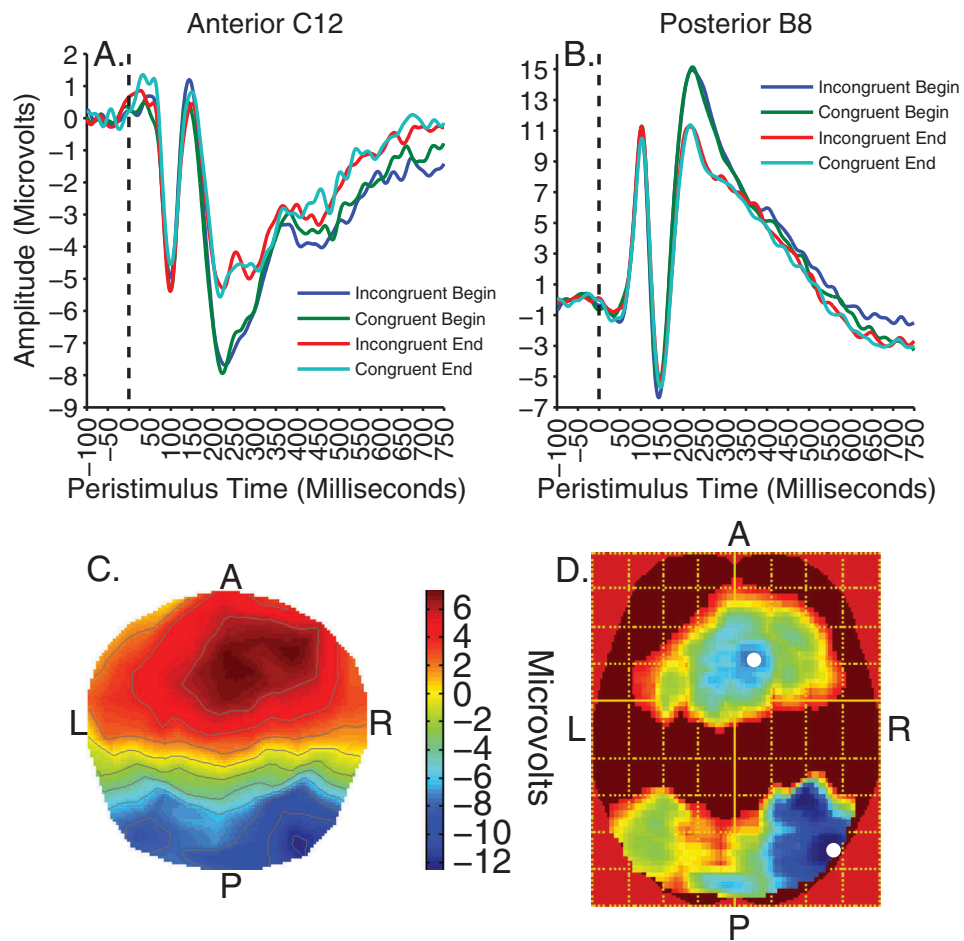 Anterior C12
A.
2
1
0
−1
−2
−3
−4
−5
−6
−7
−8
−9
Amplitude (Microvolts)
Incongruent Begin
Congruent Begin
Incongruent End
Congruent End
−100
−50
0
50
100
150
200
250
300
350
400
450
500
550
600
650
700
750
Peristimulus Time (Milliseconds)
Posterior B8
B.
15
13
11
9
7
5
3
1
−1
−3
−5
−7
Incongruent Begin
Congruent Begin
Incongruent End
Congruent End
−100
−50
0
50
100
150
200
250
300
350
400
450
500
550
600
650
700
750
Peristimulus Time (Milliseconds)
C.
A
L
R
P
6
4
2
0
−2
−4
−6
−8
−10
−12
Microvolts
D.
A
L
R
P